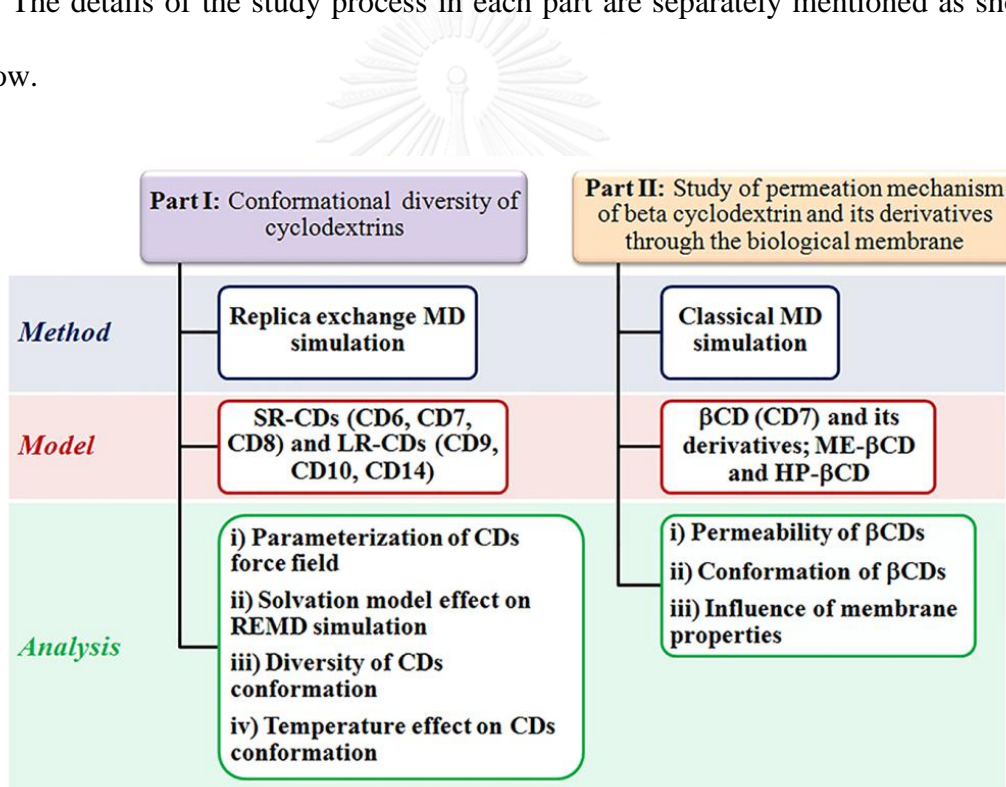 The details of the study process in each part are separately mentioned as
ow.
Part I: Conformational diversity of
cyclodextrins
Part II: Study of permeation mechanism
of beta cyclodextrin and its derivatives
through the biological membrane
Method
Replica exchange MD
simulation
Classical MD
simulation
Model
SR-CDs (CD6, CD7,
CD8) and LR-CDs (CD9,
CD10, CD14)
βCD (CD7) and its
derivatives; ME-βCD
and HP-βCD
Analysis
i) Parameterization of CDs
force field
ii) Solvation model effect on
REMD simulation
iii) Diversity of CDs
conformation
iv) Temperature effect on CDs
conformation
i) Permeability of βCDs
ii) Conformation of βCDs
iii) Influence of membrane
properties